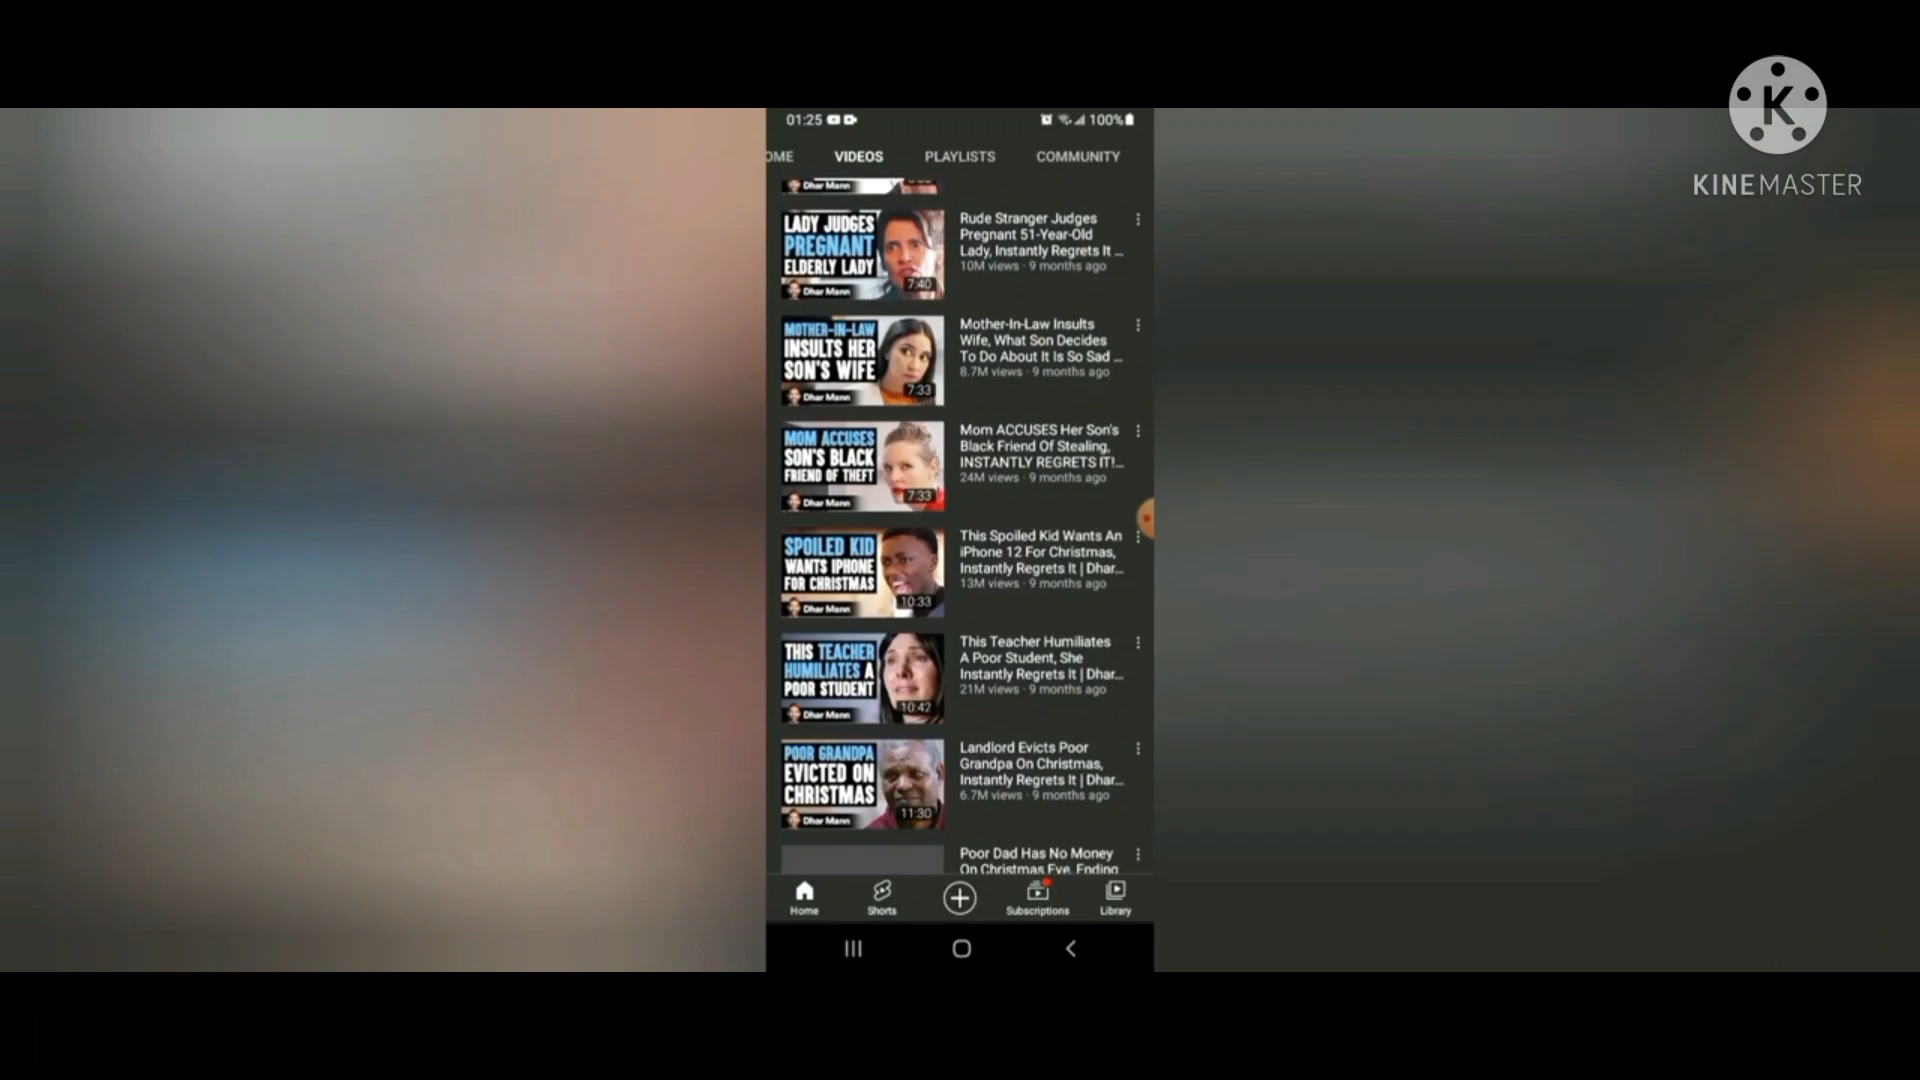 KINEMASTER
01:25
100%
OME
VIDEOS
PLAYLISTS
COMMUNITY
Dhar Mann
LADY JUDGES
PREGNANT
ELDERLY LADY
Dhar Mann
7:40
Rude Stranger Judges
Pregnant 51-Year-Old
Lady, Instantly Regrets It ...
10M views · 9 months ago
MOTHER-IN-LAW
INSULTS HER
SON'S WIFE
Dhar Mann
7:33
Mother-In-Law Insults
Wife, What Son Decides
To Do About It Is So Sad ...
8.7M views · 9 months ago
MOM ACCUSES
SON'S BLACK
FRIEND OF THEFT
Dhar Mann
7:33
Mom ACCUSES Her Son's
Black Friend Of Stealing,
INSTANTLY REGRETS IT!...
24M views · 9 months ago
SPOILED KID
WANTS IPHONE
FOR CHRISTMAS
Dhar Mann
10:33
This Spoiled Kid Wants An
iPhone 12 For Christmas,
Instantly Regrets It | Dhar...
13M views · 9 months ago
THIS TEACHER
HUMILIATES A
POOR STUDENT
Dhar Mann
10:42
This Teacher Humiliates
A Poor Student, She
Instantly Regrets It | Dhar...
21M views · 9 months ago
POOR GRANDPA
EVICTED ON
CHRISTMAS
Dhar Mann
11:30
Landlord Evicts Poor
Grandpa On Christmas,
Instantly Regrets It | Dhar...
6.7M views · 9 months ago
Poor Dad Has No Money
On Christmas Eve, Ending
Home
Shorts
Subscriptions
Library